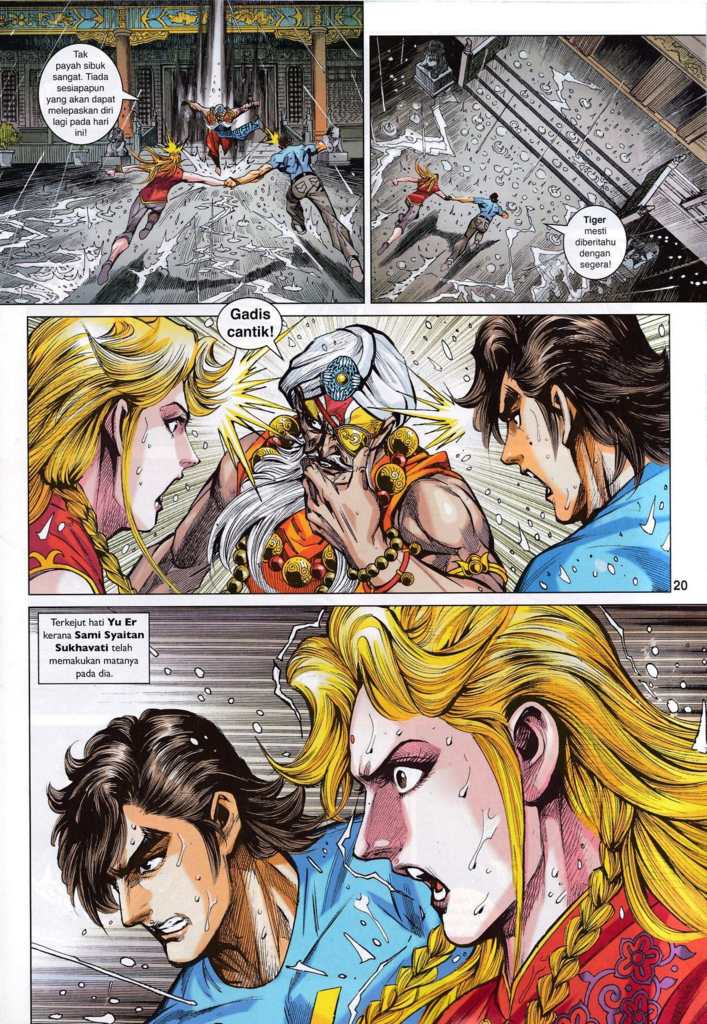 Tak
payah sibuk
sangat. Tiada
sesiapapun
yang akan dapat
melepaskan diri
lagi pada hari
ini!
Tiger
mesti
diberitahu
dengan
segera!
Gadis
cantik!
20
Terkejut hati Yu Er
kerana Sami Syaitan
Sukhavati telah
memakukan matanya
pada dia.